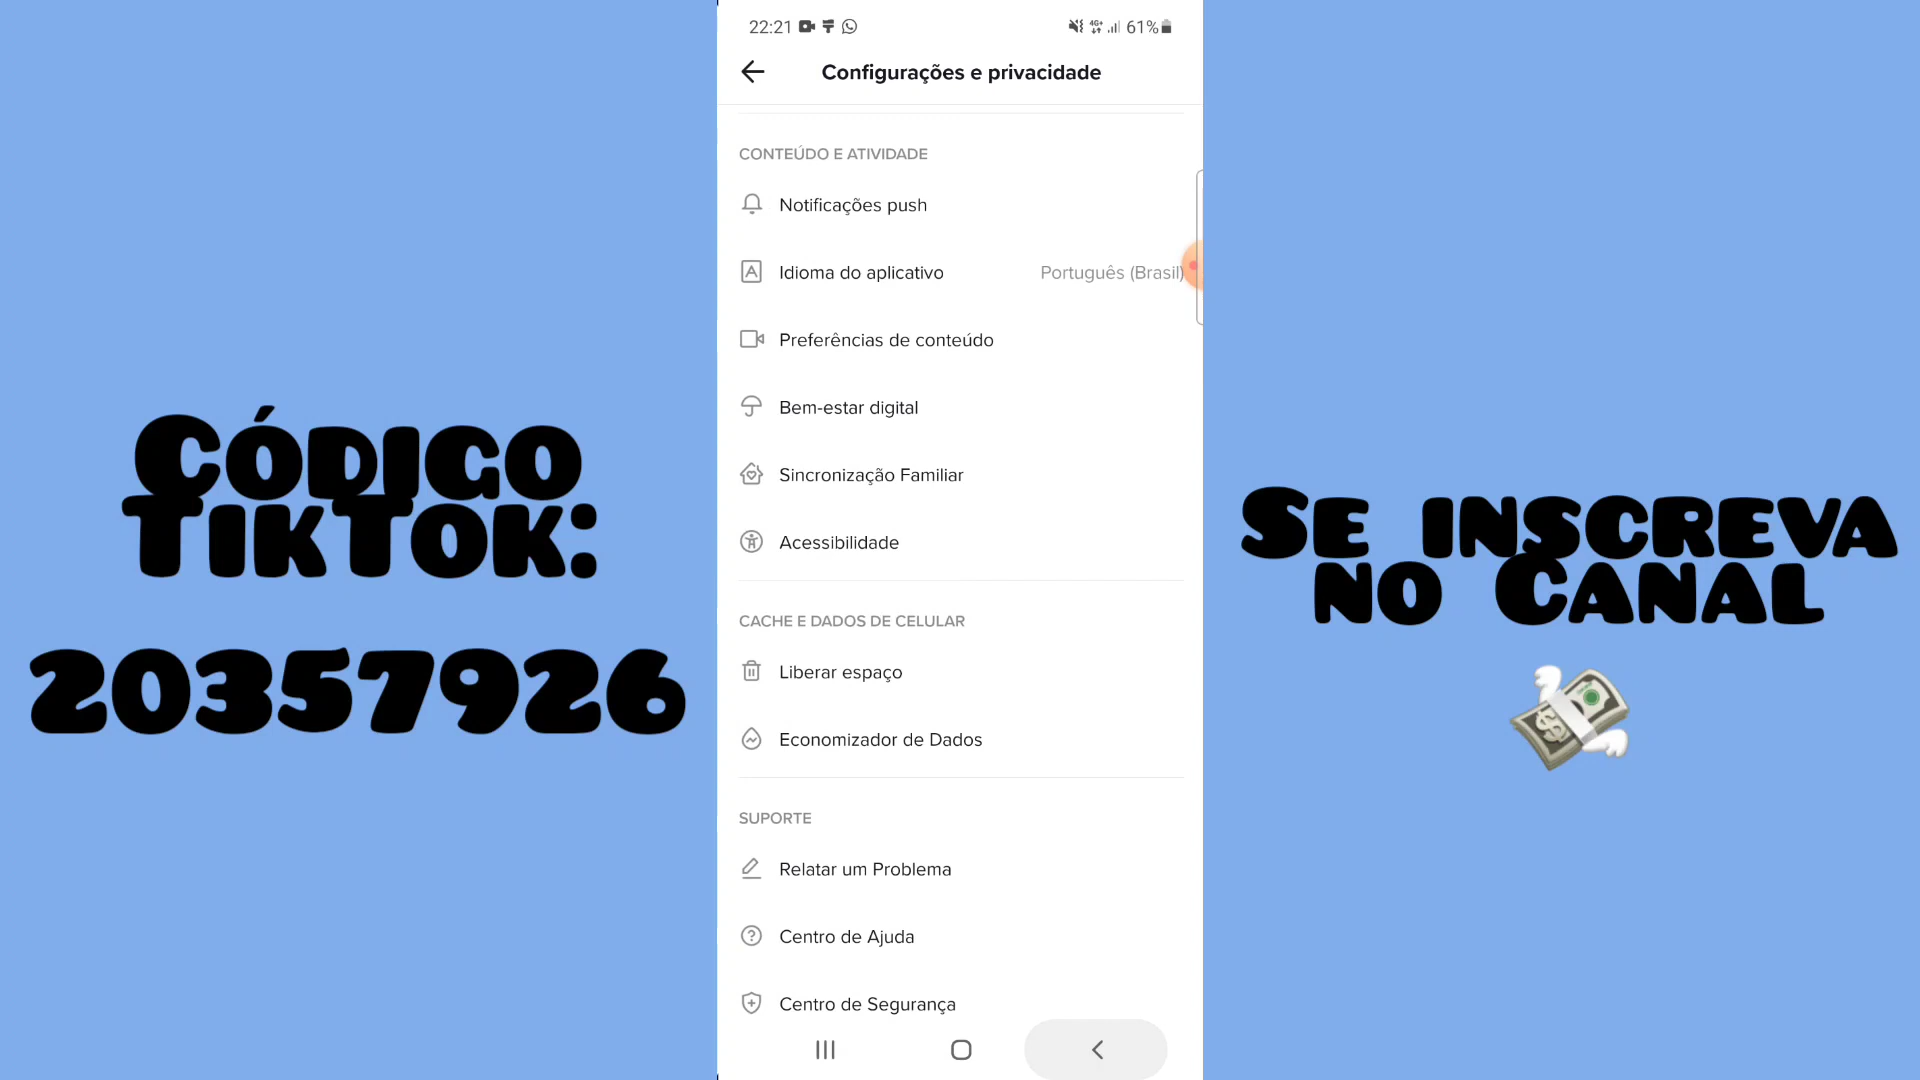 22:21
4G+
61%
Configurações e privacidade
CONTEÚDO E ATIVIDADE
Notificações push
Idioma do aplicativo Português (Brasil)
Preferências de conteúdo
Bem-estar digital
Sincronização Familiar
Acessibilidade
CACHE E DADOS DE CELULAR
Liberar espaço
Economizador de Dados
SUPORTE
Relatar um Problema
Centro de Ajuda
Centro de Segurança
Código
TikTok:
20357926
Se inscreva
no Canal